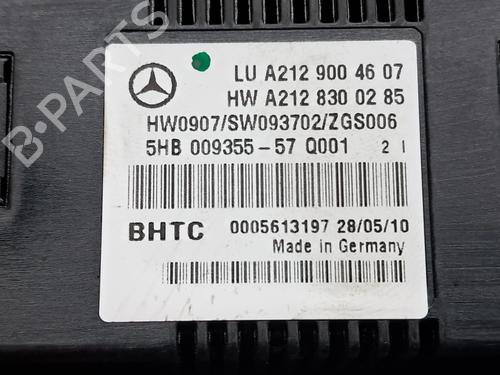 LU A212 900 46 07
HW A212 830 02 85
HW0907/SW093702/ZGS006
5HB 009355-57 Q001 2 I
BHTC 0005613197 28/05/10
Made in Germany
B-PARTS